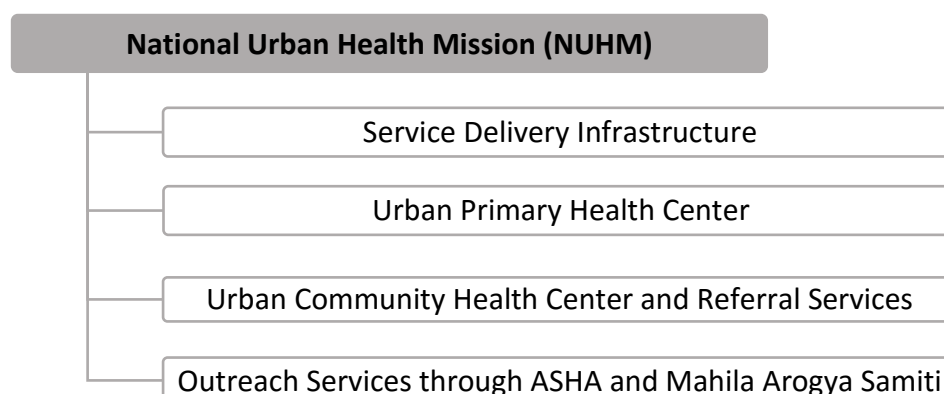 National Urban Health Mission (NUHM)
Service Delivery Infrastructure
Urban Primary Health Center
Urban Community Health Center and Referral Services
Outreach Services through ASHA and Mahila Arogya Samiti